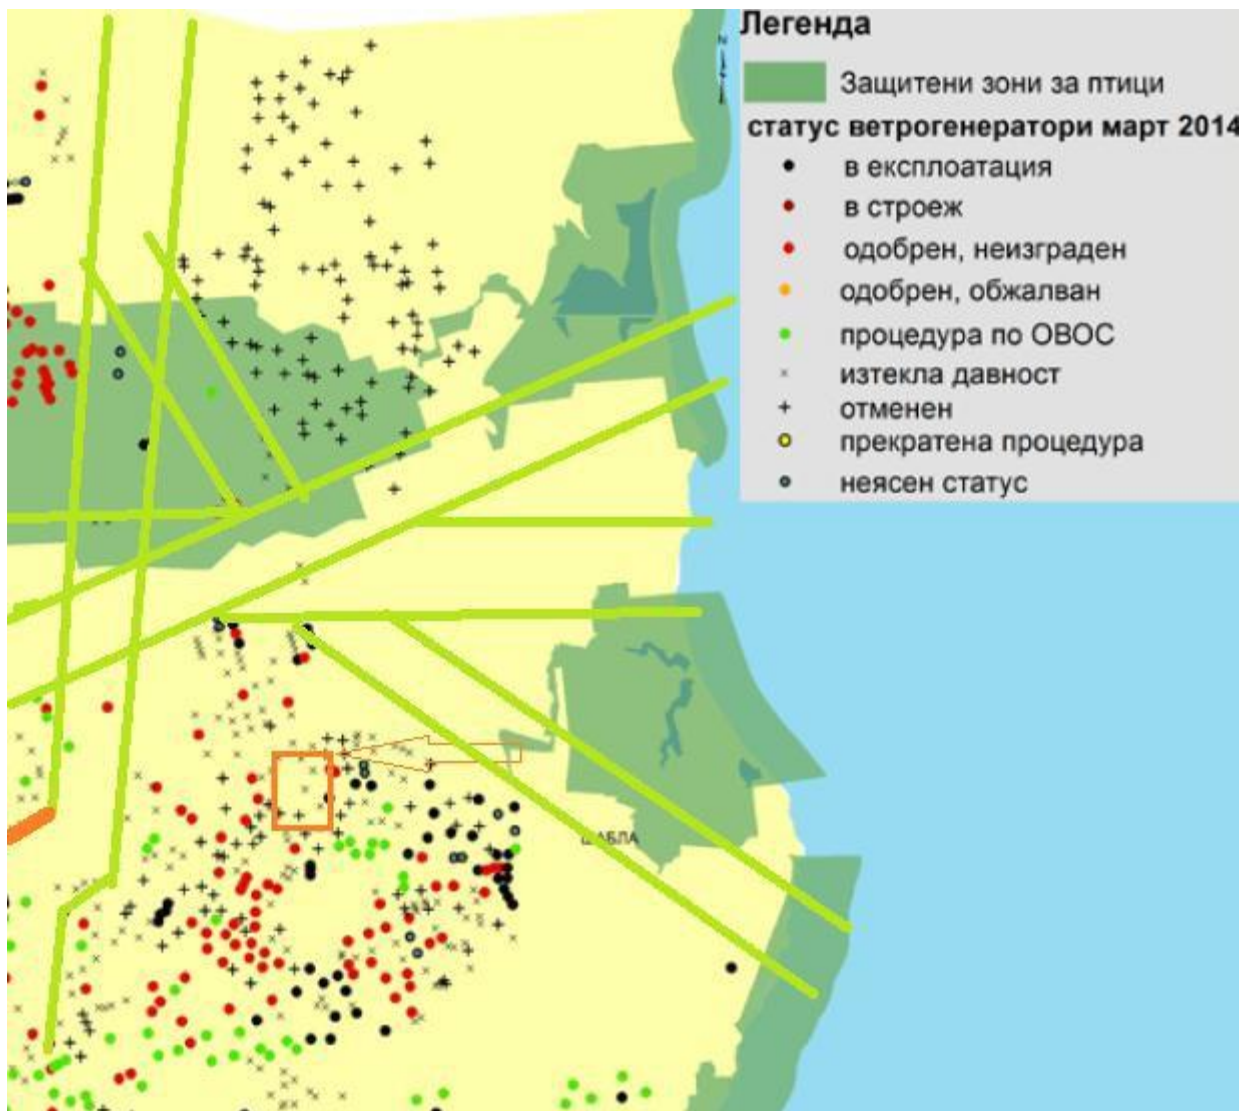 Легенда
Защитени зони за птици
статус ветрогенератори март 2014
в експлоатация
в строеж
одобрен, неизграден
одобрен, обжалван
процедура по ОВОС
изтекла давност
отменен
прекратена процедура
неясен статус
ШАБЛА